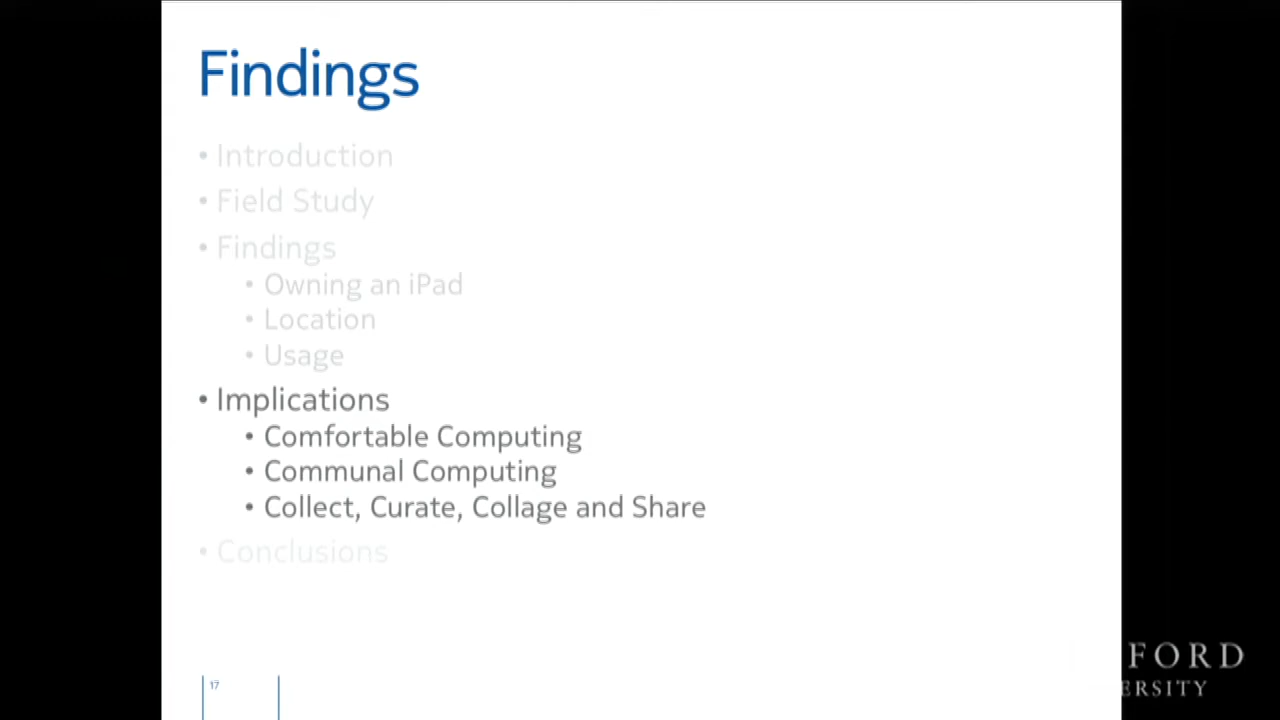 Findings
• Introduction
• Field Study
• Findings
• Owning an iPad
• Location
• Usage
• Implications
• Comfortable Computing
• Communal Computing
• Collect, Curate, Collage and Share
• Conclusions
17
FORD
ERSITY